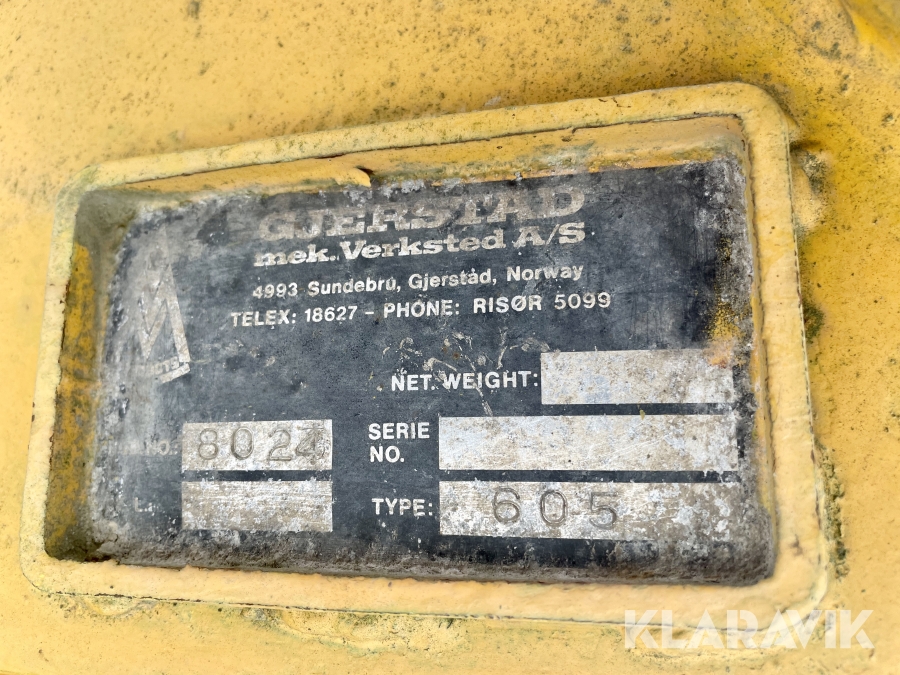 GJERSTAD
mek. Verksted A/S
4993 Sundebru, Gjerstad, Norway
TELEX: 18627 - PHONE: RISØR 5099
NET. WEIGHT:
No.: 8024
SERIE
NO.
TYPE: 605
KLARAVIK